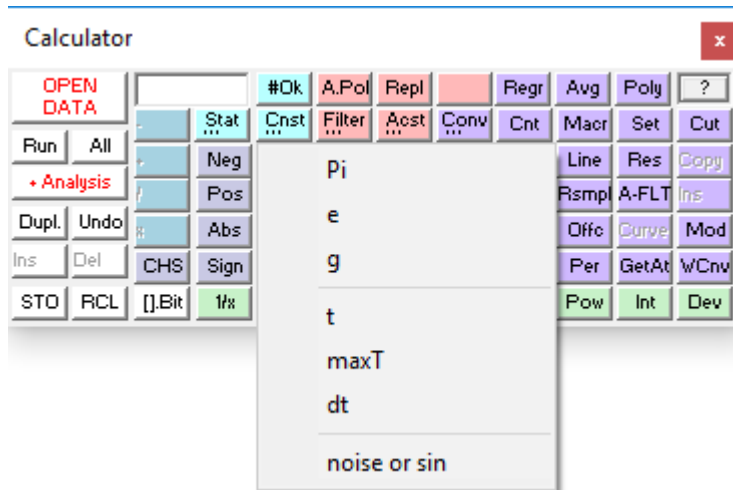 Calculator
x
OPEN DATA #Ok A.Pol Repl Regr Avg Poly ?
- Stat Cnst Filter Acst Conv Cnt Macr Set Cut
Run All + Neg Line Res Copy
+ Analysis / Pos Rsmpl A-FLT Ins
Dupl. Undo x Abs Offc Curve Mod
Ins Del CHS Sign Per GetAt WCnv
STO RCL [].Bit 1/x Pow Int Dev
Pi
e
g
t
maxT
dt
noise or sin